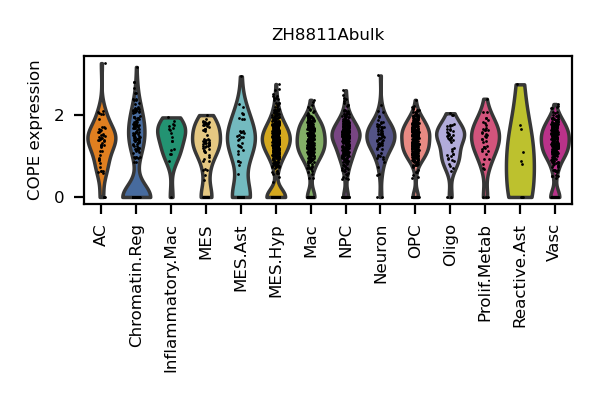 ZH8811Abulk
COPE expression
2
0
AC
Chromatin.Reg
Inflammatory.Mac
MES
MES.Ast
MES.Hyp
Mac
NPC
Neuron
OPC
Oligo
Prolif.Metab
Reactive.Ast
Vasc